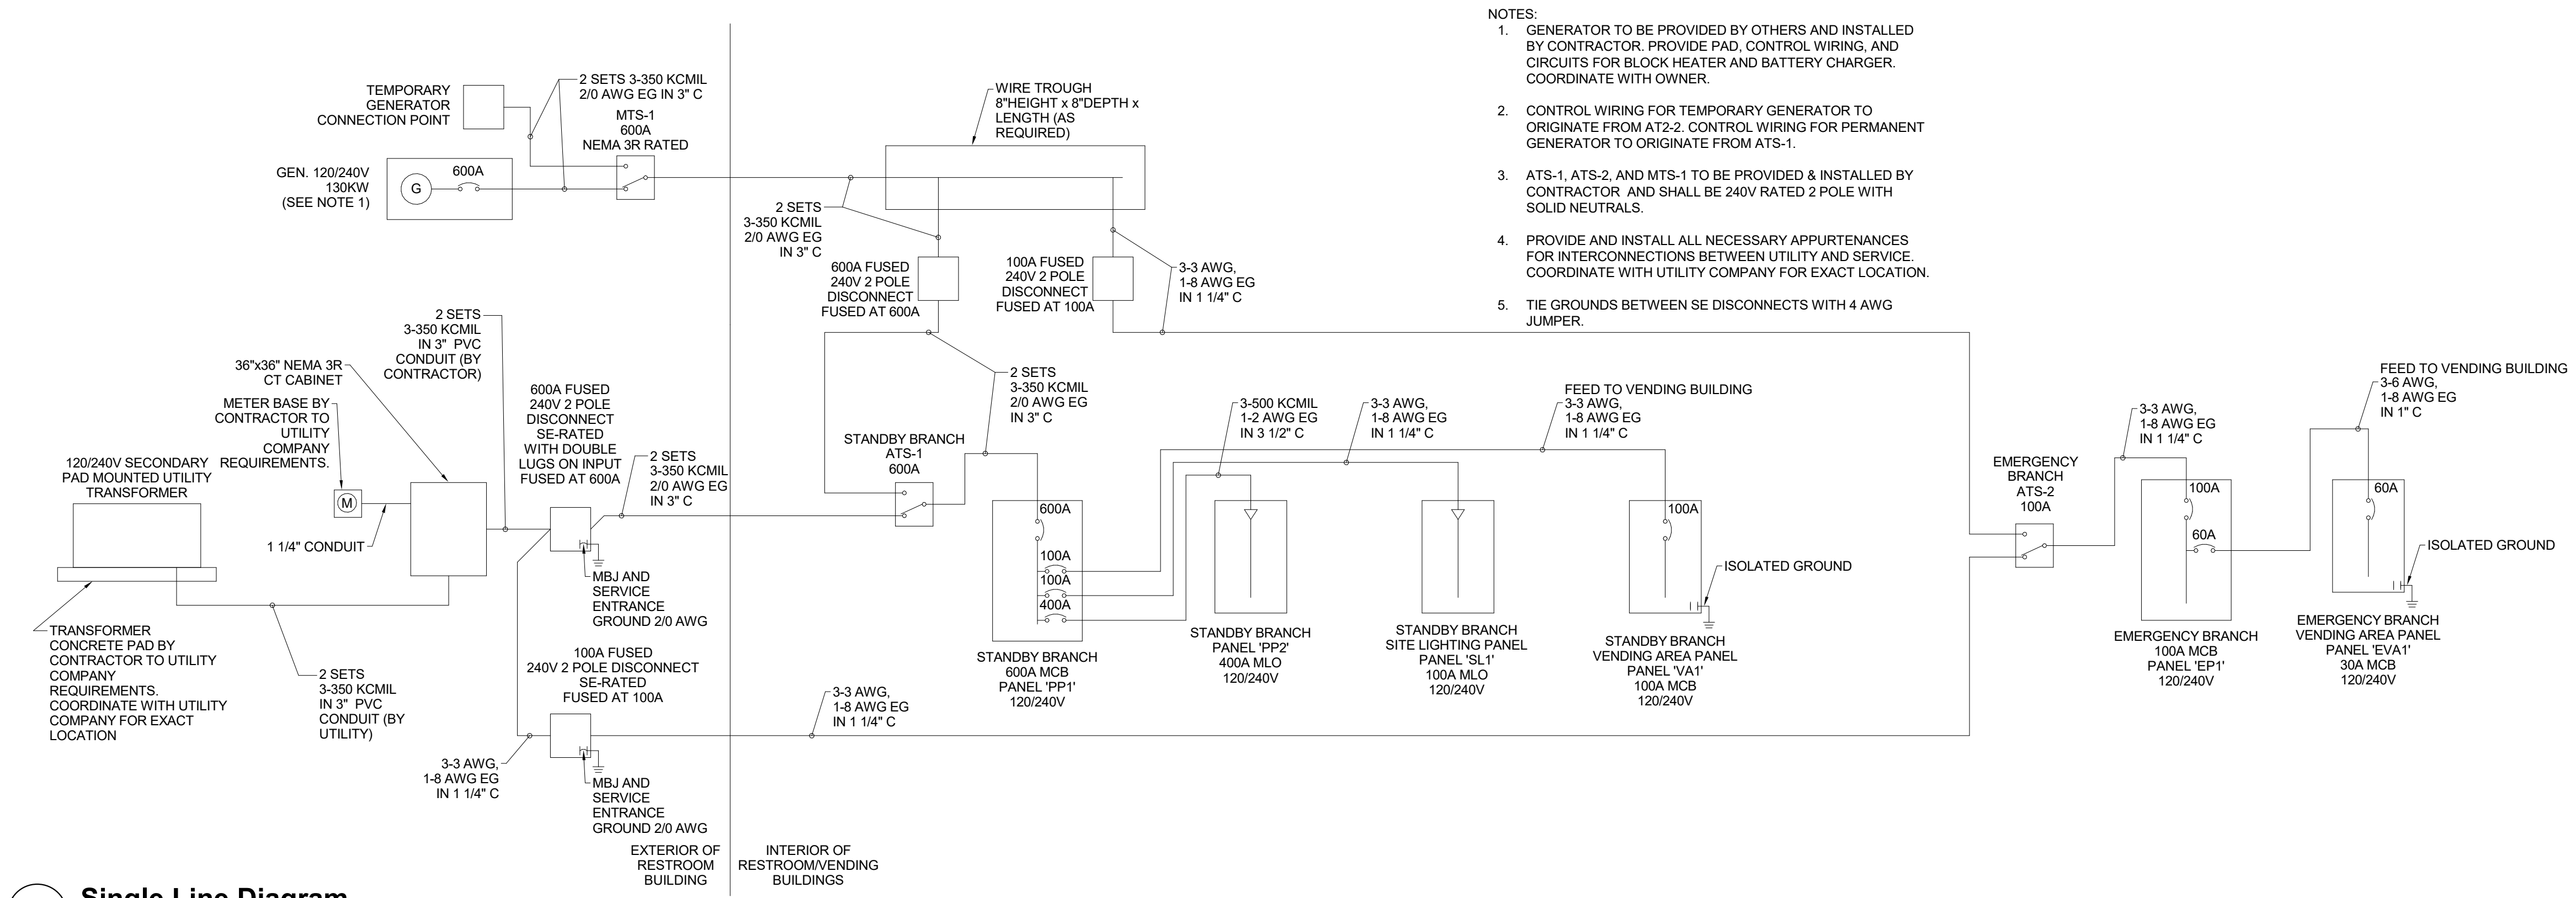 NOTES:
1. GENERATOR TO BE PROVIDED BY OTHERS AND INSTALLED
BY CONTRACTOR. PROVIDE PAD, CONTROL WIRING, AND
CIRCUITS FOR BLOCK HEATER AND BATTERY CHARGER.
COORDINATE WITH OWNER.
2. CONTROL WIRING FOR TEMPORARY GENERATOR TO
ORIGINATE FROM AT2-2. CONTROL WIRING FOR PERMANENT
GENERATOR TO ORIGINATE FROM ATS-1.
3. ATS-1, ATS-2, AND MTS-1 TO BE PROVIDED & INSTALLED BY
CONTRACTOR AND SHALL BE 240V RATED 2 POLE WITH
SOLID NEUTRALS.
4. PROVIDE AND INSTALL ALL NECESSARY APPURTENANCES
FOR INTERCONNECTIONS BETWEEN UTILITY AND SERVICE.
COORDINATE WITH UTILITY COMPANY FOR EXACT LOCATION.
5. TIE GROUNDS BETWEEN SE DISCONNECTS WITH 4 AWG
JUMPER.
TEMPORARY
GENERATOR
CONNECTION POINT
2 SETS 3-350 KCMIL
2/0 AWG EG IN 3" C
MTS-1
600A
NEMA 3R RATED
GEN. 120/240V
130KW
(SEE NOTE 1)
G
600A
WIRE TROUGH
8"HEIGHT x 8"DEPTH x
LENGTH (AS
REQUIRED)
2 SETS
3-350 KCMIL
2/0 AWG EG
IN 3" C
600A FUSED
240V 2 POLE
DISCONNECT
FUSED AT 600A
100A FUSED
240V 2 POLE
DISCONNECT
FUSED AT 100A
3-3 AWG,
1-8 AWG EG
IN 1 1/4" C
2 SETS
3-350 KCMIL
IN 3" PVC
CONDUIT (BY
CONTRACTOR)
36"x36" NEMA 3R
CT CABINET
METER BASE BY
CONTRACTOR TO
UTILITY
COMPANY
REQUIREMENTS.
120/240V SECONDARY
PAD MOUNTED UTILITY
TRANSFORMER
M
1 1/4" CONDUIT
600A FUSED
240V 2 POLE
DISCONNECT
SE-RATED
WITH DOUBLE
LUGS ON INPUT
FUSED AT 600A
2 SETS
3-350 KCMIL
2/0 AWG EG
IN 3" C
MBJ AND
SERVICE
ENTRANCE
GROUND 2/0 AWG
TRANSFORMER
CONCRETE PAD BY
CONTRACTOR TO UTILITY
COMPANY
REQUIREMENTS.
COORDINATE WITH UTILITY
COMPANY FOR EXACT
LOCATION
2 SETS
3-350 KCMIL
IN 3" PVC
CONDUIT (BY
UTILITY)
100A FUSED
240V 2 POLE DISCONNECT
SE-RATED
FUSED AT 100A
3-3 AWG,
1-8 AWG EG
IN 1 1/4" C
MBJ AND
SERVICE
ENTRANCE
GROUND 2/0 AWG
3-3 AWG,
1-8 AWG EG
IN 1 1/4" C
EXTERIOR OF
RESTROOM
BUILDING
INTERIOR OF
RESTROOM/VENDING
BUILDINGS
STANDBY BRANCH
ATS-1
600A
2 SETS
3-350 KCMIL
2/0 AWG EG
IN 3" C
600A
100A
100A
400A
STANDBY BRANCH
600A MCB
PANEL 'PP1'
120/240V
3-500 KCMIL
1-2 AWG EG
IN 3 1/2" C
STANDBY BRANCH
PANEL 'PP2'
400A MLO
120/240V
3-3 AWG,
1-8 AWG EG
IN 1 1/4" C
STANDBY BRANCH
SITE LIGHTING PANEL
PANEL 'SL1'
100A MLO
120/240V
FEED TO VENDING BUILDING
3-3 AWG,
1-8 AWG EG
IN 1 1/4" C
100A
ISOLATED GROUND
STANDBY BRANCH
VENDING AREA PANEL
PANEL 'VA1'
100A MCB
120/240V
EMERGENCY
BRANCH
ATS-2
100A
3-3 AWG,
1-8 AWG EG
IN 1 1/4" C
100A
60A
EMERGENCY BRANCH
100A MCB
PANEL 'EP1'
120/240V
FEED TO VENDING BUILDING
3-6 AWG,
1-8 AWG EG
IN 1" C
60A
ISOLATED GROUND
EMERGENCY BRANCH
VENDING AREA PANEL
PANEL 'EVA1'
30A MCB
120/240V
Single Line Diagram